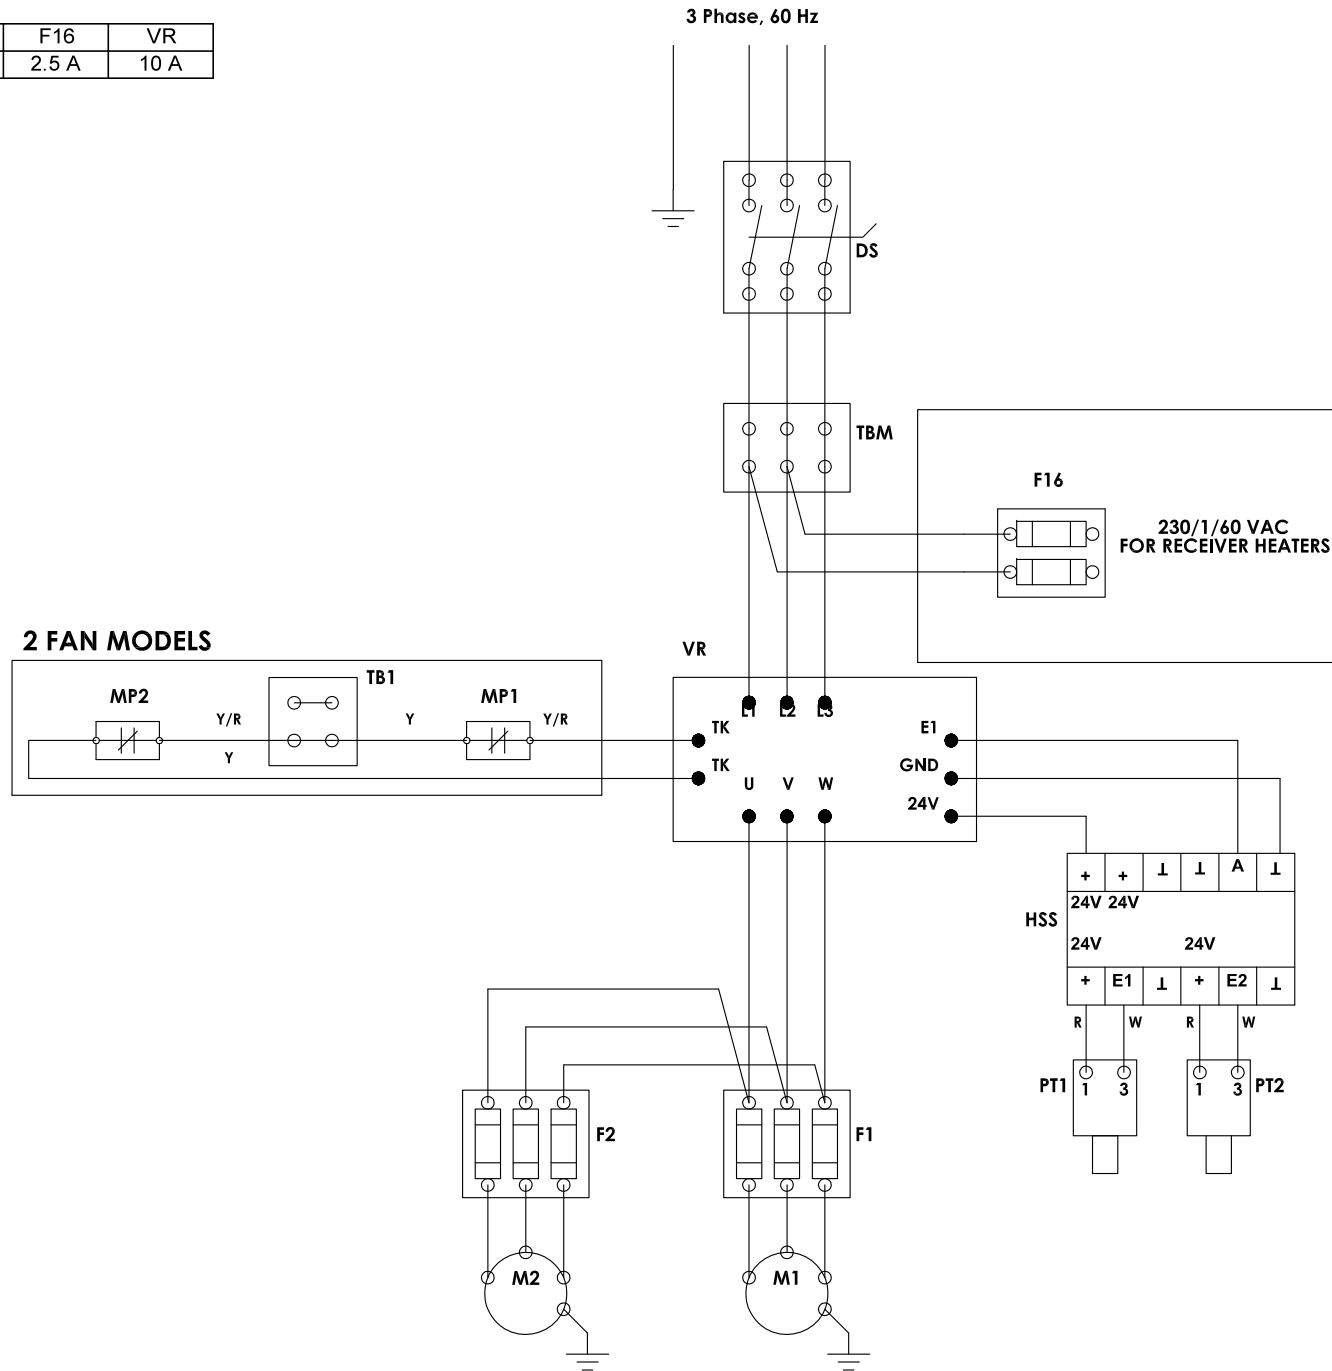 3 Phase, 60 Hz
F16 VR
2.5 A 10 A
DS
TBM
F16
230/1/60 VAC
FOR RECEIVER HEATERS
2 FAN MODELS
VR
MP2 TB1 MP1
Y/R Y Y/R
Y
TK L1 L2 L3 E1
TK GND
U V W
24V
+ + ⊥ ⊥ A ⊥
24V 24V
HSS
24V 24V
+ E1 ⊥ + E2 ⊥
R W R W
PT1 1 3 1 3 PT2
F2 F1
M2 M1